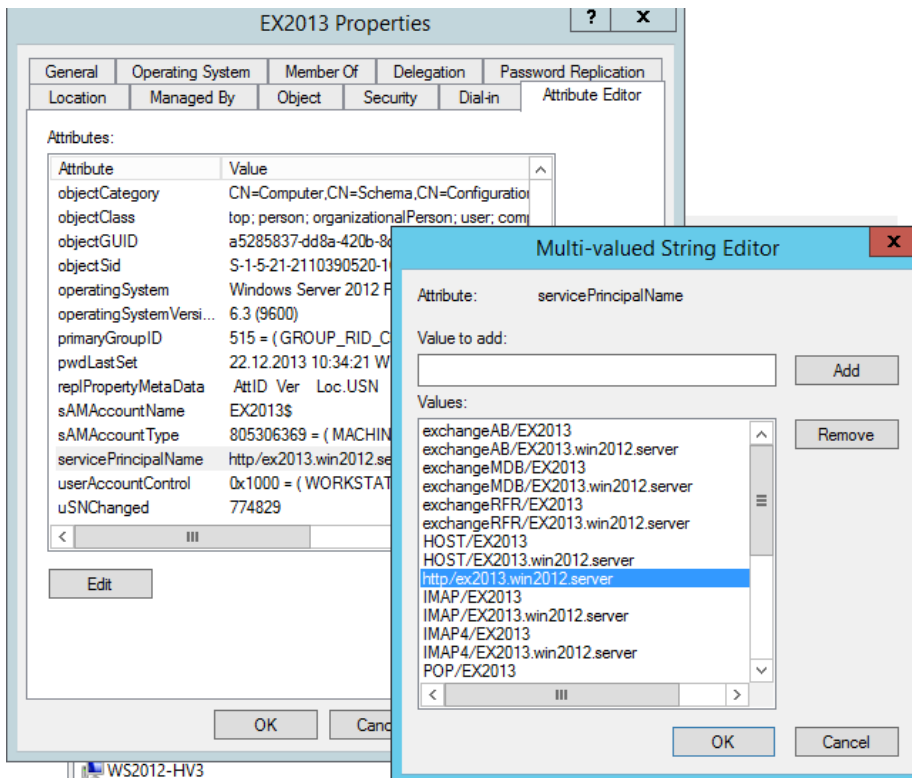 EX2013 Properties
? x
General Operating System Member Of Delegation Password Replication
Location Managed By Object Security Dial-in Attribute Editor
Attributes:
Attribute Value
objectCategory CN=Computer,CN=Schema,CN=Configuration
objectClass top; person; organizationalPerson; user; comp
objectGUID a5285837-dd8a-420b-8
objectSid S-1-5-21-2110390520-1
operatingSystem Windows Server 2012
operatingSystemVersi... 6.3 (9600)
primaryGroupID 515 = ( GROUP_RID_C
pwdLastSet 22.12.2013 10:34:21 W
replPropertyMetaData AttID Ver Loc.USN
sAMAccountName EX2013$
sAMAccountType 805306369 = ( MACHIN
servicePrincipalName http/ex2013.win2012.se
userAccountControl 0x1000 = ( WORKSTAT
uSNChanged 774829
Edit
OK Canc
WS2012-HV3
Multi-valued String Editor
x
Attribute: servicePrincipalName
Value to add:
Add
Values:
Remove
exchangeAB/EX2013
exchangeAB/EX2013.win2012.server
exchangeMDB/EX2013
exchangeMDB/EX2013.win2012.server
exchangeRFR/EX2013
exchangeRFR/EX2013.win2012.server
HOST/EX2013
HOST/EX2013.win2012.server
http/ex2013.win2012.server
IMAP/EX2013
IMAP/EX2013.win2012.server
IMAP4/EX2013
IMAP4/EX2013.win2012.server
POP/EX2013
OK Cancel